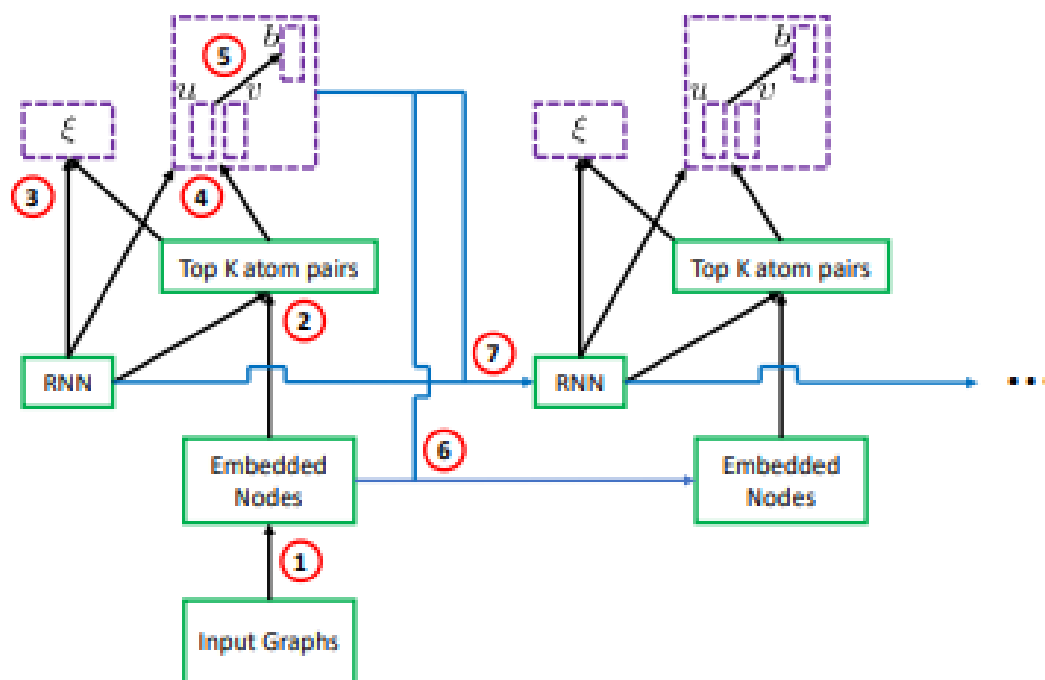 b
b
5
u
v
u
v
ξ
ξ
3
4
Top K atom pairs
Top K atom pairs
2
7
RNN
RNN
...
6
Embedded
Nodes
Embedded
Nodes
1
Input Graphs